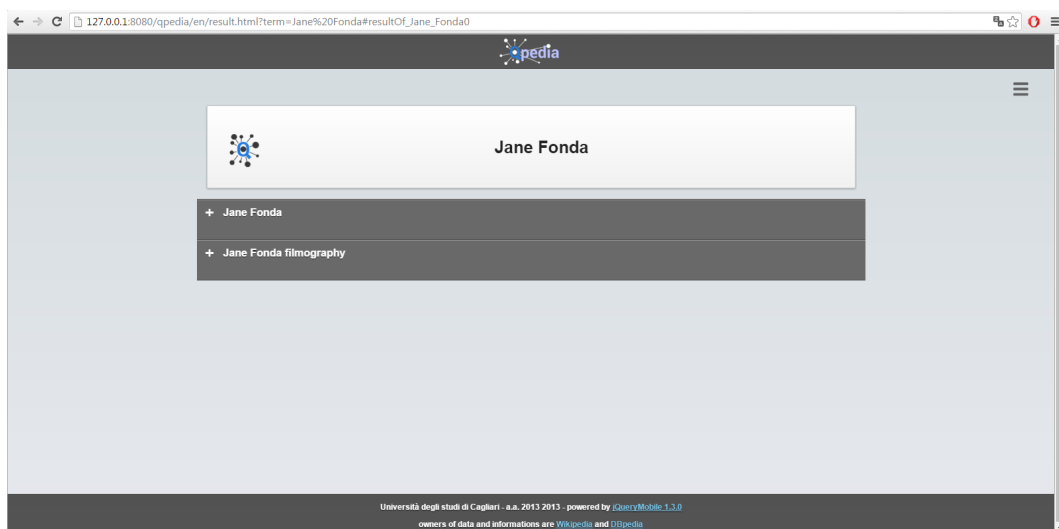 127.0.0.1:8080/qpedia/en/result.html?term=Jane%20Fonda#resultOf_Jane_Fonda0
Qpedia
Jane Fonda
+ Jane Fonda
+ Jane Fonda filmography
Università degli studi di Cagliari - a.a. 2013 2013 - powered by jQueryMobile 1.3.0
owners of data and informations are Wikipedia and DBpedia